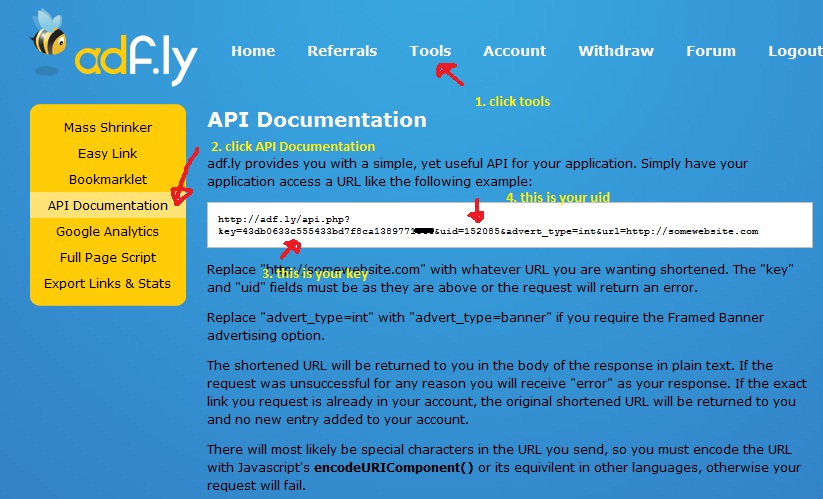 adf.ly
Home Referrals Tools Account Withdraw Forum Logout
1. click tools
Mass Shrinker
Easy Link
Bookmarklet
API Documentation
Google Analytics
Full Page Script
Export Links & Stats
API Documentation
2. click API Documentation
adf.ly provides you with a simple, yet useful API for your application. Simply have your
application access a URL like the following example:
4. this is your uid
http://adf.ly/api.php?
&uid=152085&advert_type=int&url=http://somewebsite.com
3. this is your key
Replace "http://somewebsite.com" with whatever URL you are wanting shortened. The "key"
and "uid" fields must be as they are above or the request will return an error.
Replace "advert_type=int" with "advert_type=banner" if you require the Framed Banner
advertising option.
The shortened URL will be returned to you in the body of the response in plain text. If the
request was unsuccessful for any reason you will receive "error" as your response. If the exact
link you request is already in your account, the original shortened URL will be returned to you
and no new entry added to your account.
There will most likely be special characters in the URL you send, so you must encode the URL
with Javascript's encodeURIComponent() or its equivilent in other languages, otherwise your
request will fail.